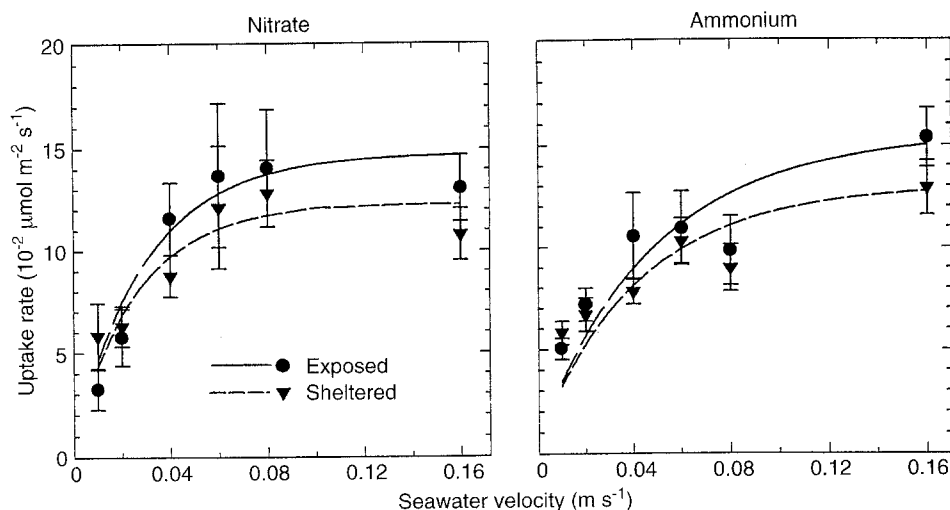 Nitrate
Ammonium
20
15
10
5
0
Uptake rate (10⁻² μmol m⁻² s⁻¹)
Exposed
Sheltered
0 0.04 0.08 0.12 0.16
0 0.04 0.08 0.12 0.16
Seawater velocity (m s⁻¹)